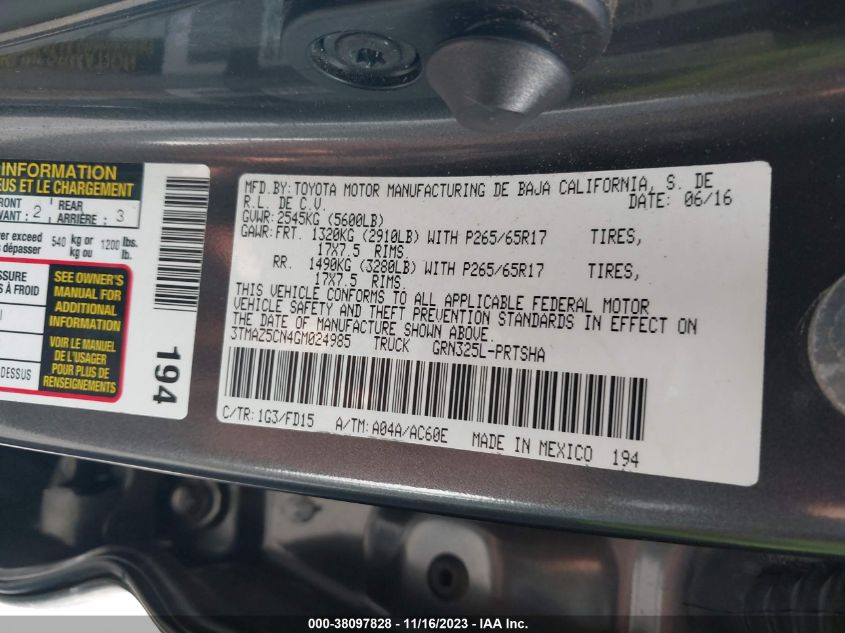 INFORMATION
EUS ET LE CHARGEMENT
FRONT
AVANT : 2
REAR
ARRIÈRE : 3
er exceed
dépasser
540 kg or
kg ou
1200 lbs.
lb.
SSURE
S À FROID
SEE OWNER'S
MANUAL FOR
ADDITIONAL
INFORMATION
VOIR LE MANUEL
DE L'USAGER
POUR PLUS DE
RENSEIGNEMENTS
DESSUS
194
MFD. BY: TOYOTA MOTOR MANUFACTURING DE BAJA CALIFORNIA, S. DE
R.L. DE C.V. DATE: 06/16
GVWR: 2545KG (5600LB)
GAWR: FRT. 1320KG (2910LB) WITH P265/65R17 TIRES,
17X7.5 RIMS.
RR. 1490KG (3280LB) WITH P265/65R17 TIRES,
17X7.5 RIMS.
THIS VEHICLE CONFORMS TO ALL APPLICABLE FEDERAL MOTOR
VEHICLE SAFETY AND THEFT PREVENTION STANDARDS IN EFFECT ON
THE DATE OF MANUFACTURE SHOWN ABOVE.
3TMAZ5CN4GM024985 TRUCK GRN325L-PRTSHA
C/TR: 1G3/FD15 A/TM: A04A/AC60E MADE IN MEXICO 194
000-38097828 - 11/16/2023 - IAA Inc.